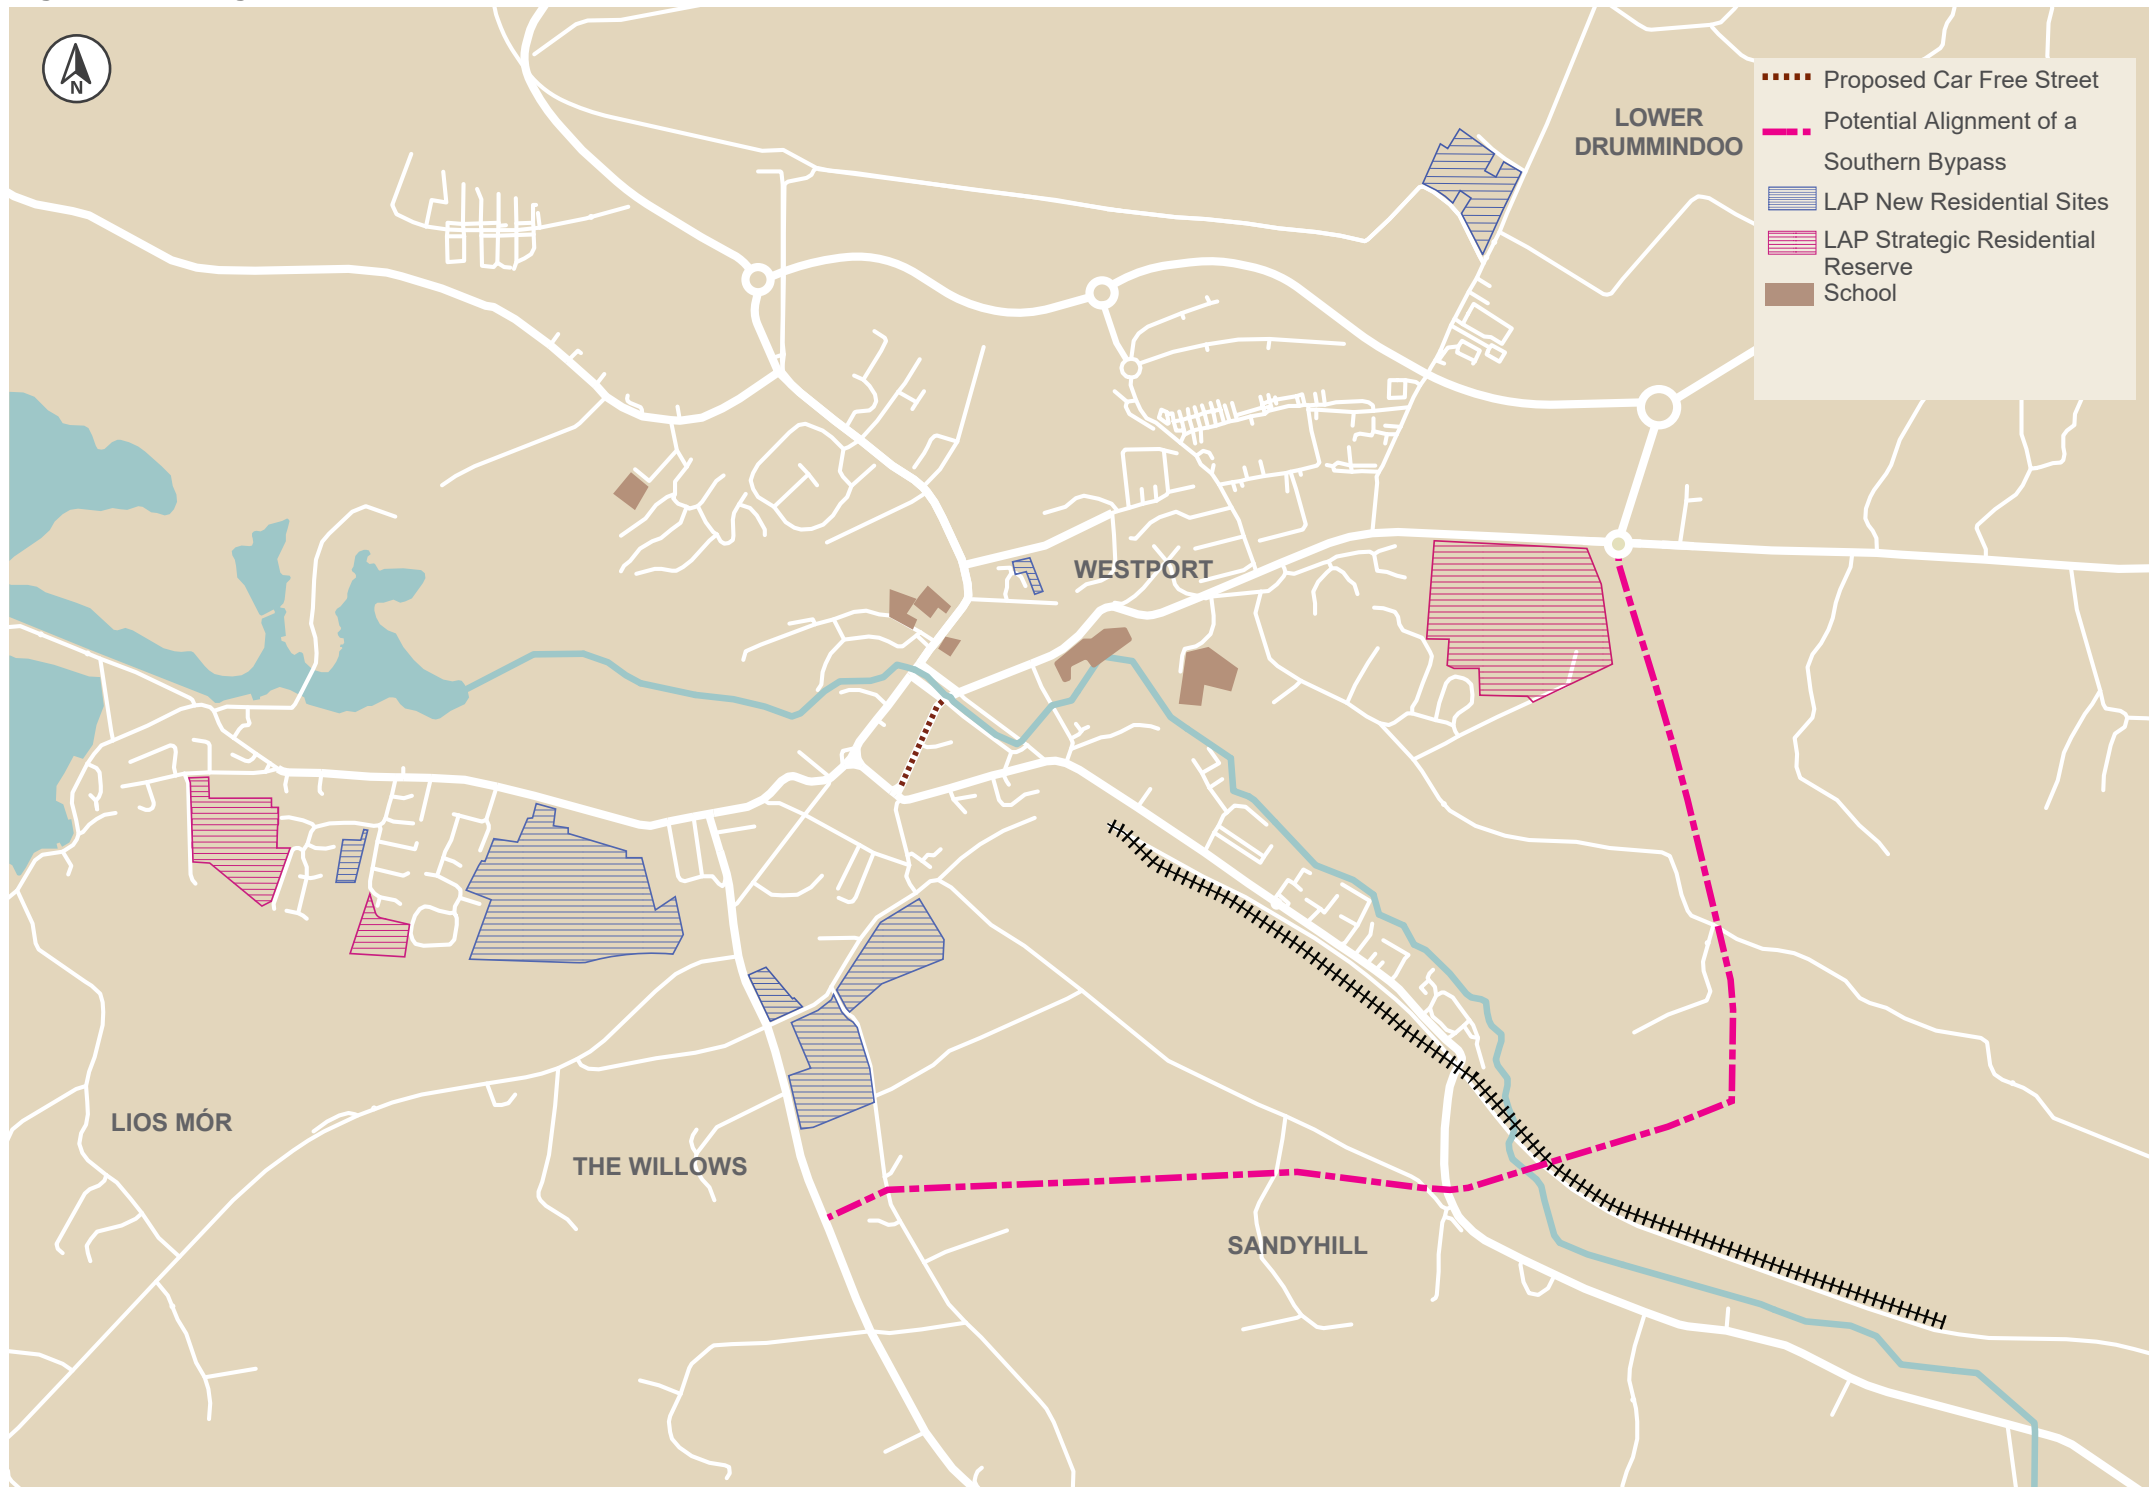 N
LOWER
DRUMMINDOO
Proposed Car Free Street
Potential Alignment of a
Southern Bypass
LAP New Residential Sites
LAP Strategic Residential
Reserve
School
WESTPORT
LIOS MÓR
THE WILLOWS
SANDYHILL